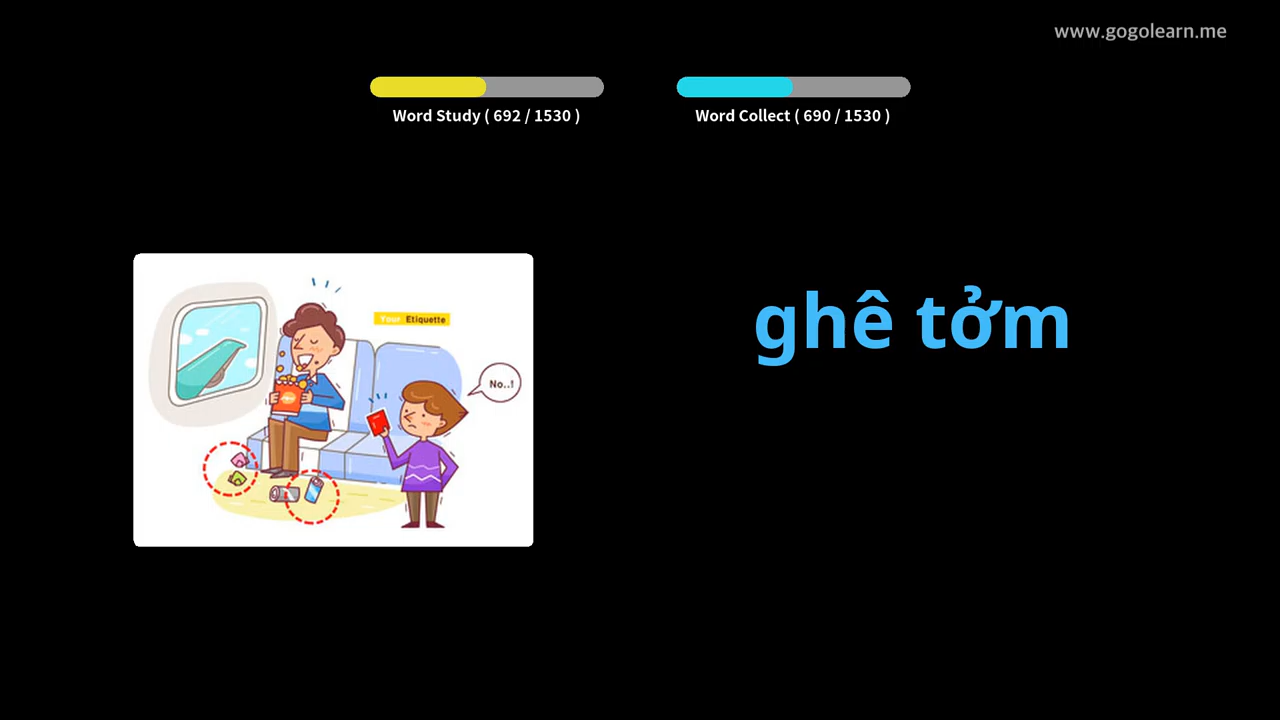 www.gogolearn.me
Word Study ( 692 / 1530 )
Word Collect ( 690 / 1530 )
Your Etiquette
No..!
ghê tởm